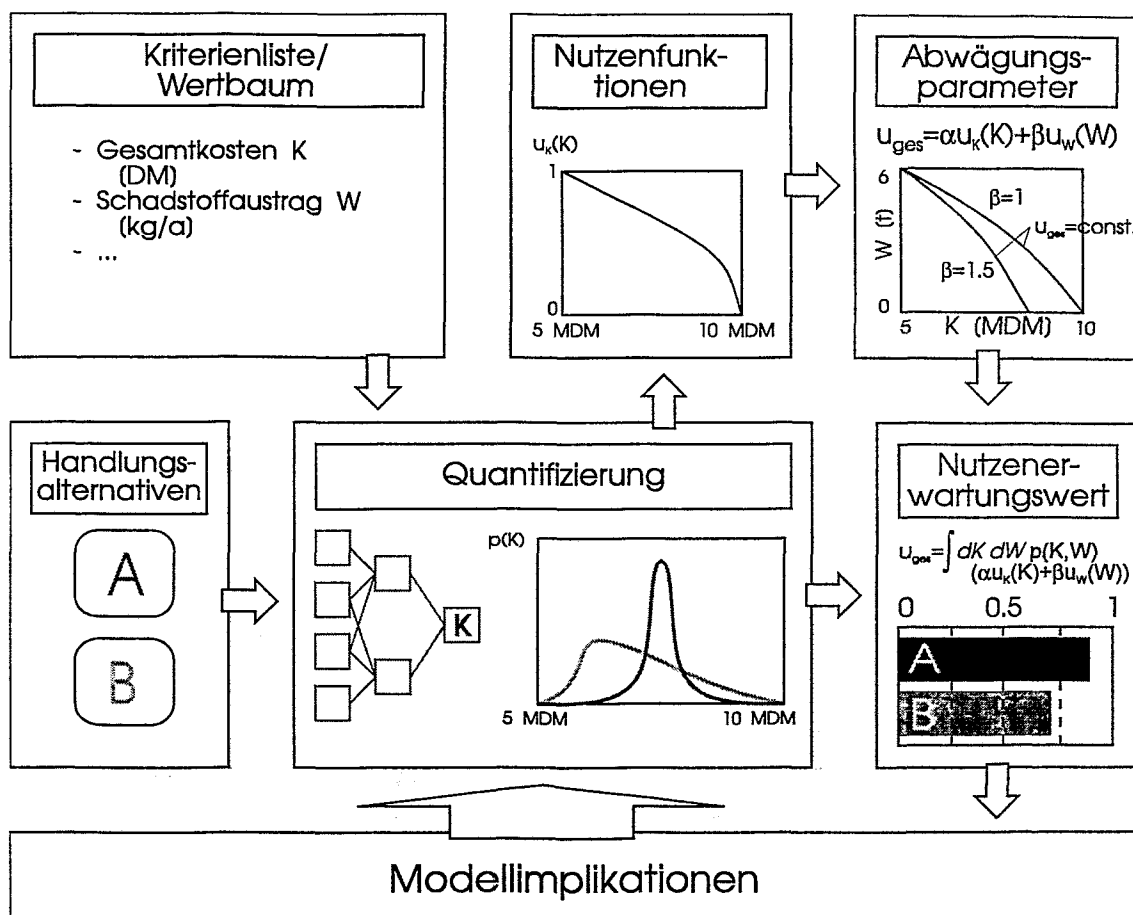 Kriterienliste/
Wertbaum
- Gesamtkosten K
(DM)
- Schadstoffaustrag W
(kg/a)
- ...
Nutzenfunk-
tionen
u_K(K)
1
0
5 MDM
10 MDM
Abwägungs-
parameter
u_ges=αu_K(K)+βu_W(W)
6
W (t)
0
β=1
u_ges=const.
β=1.5
5
K (MDM)
10
Handlungs-
alternativen
A
B
Quantifizierung
K
p(K)
5 MDM
10 MDM
Nutzener-
wartungswert
u_ges=∫dK dW p(K,W)
(αu_K(K)+βu_W(W))
0 0.5 1
A
B
Modellimplikationen